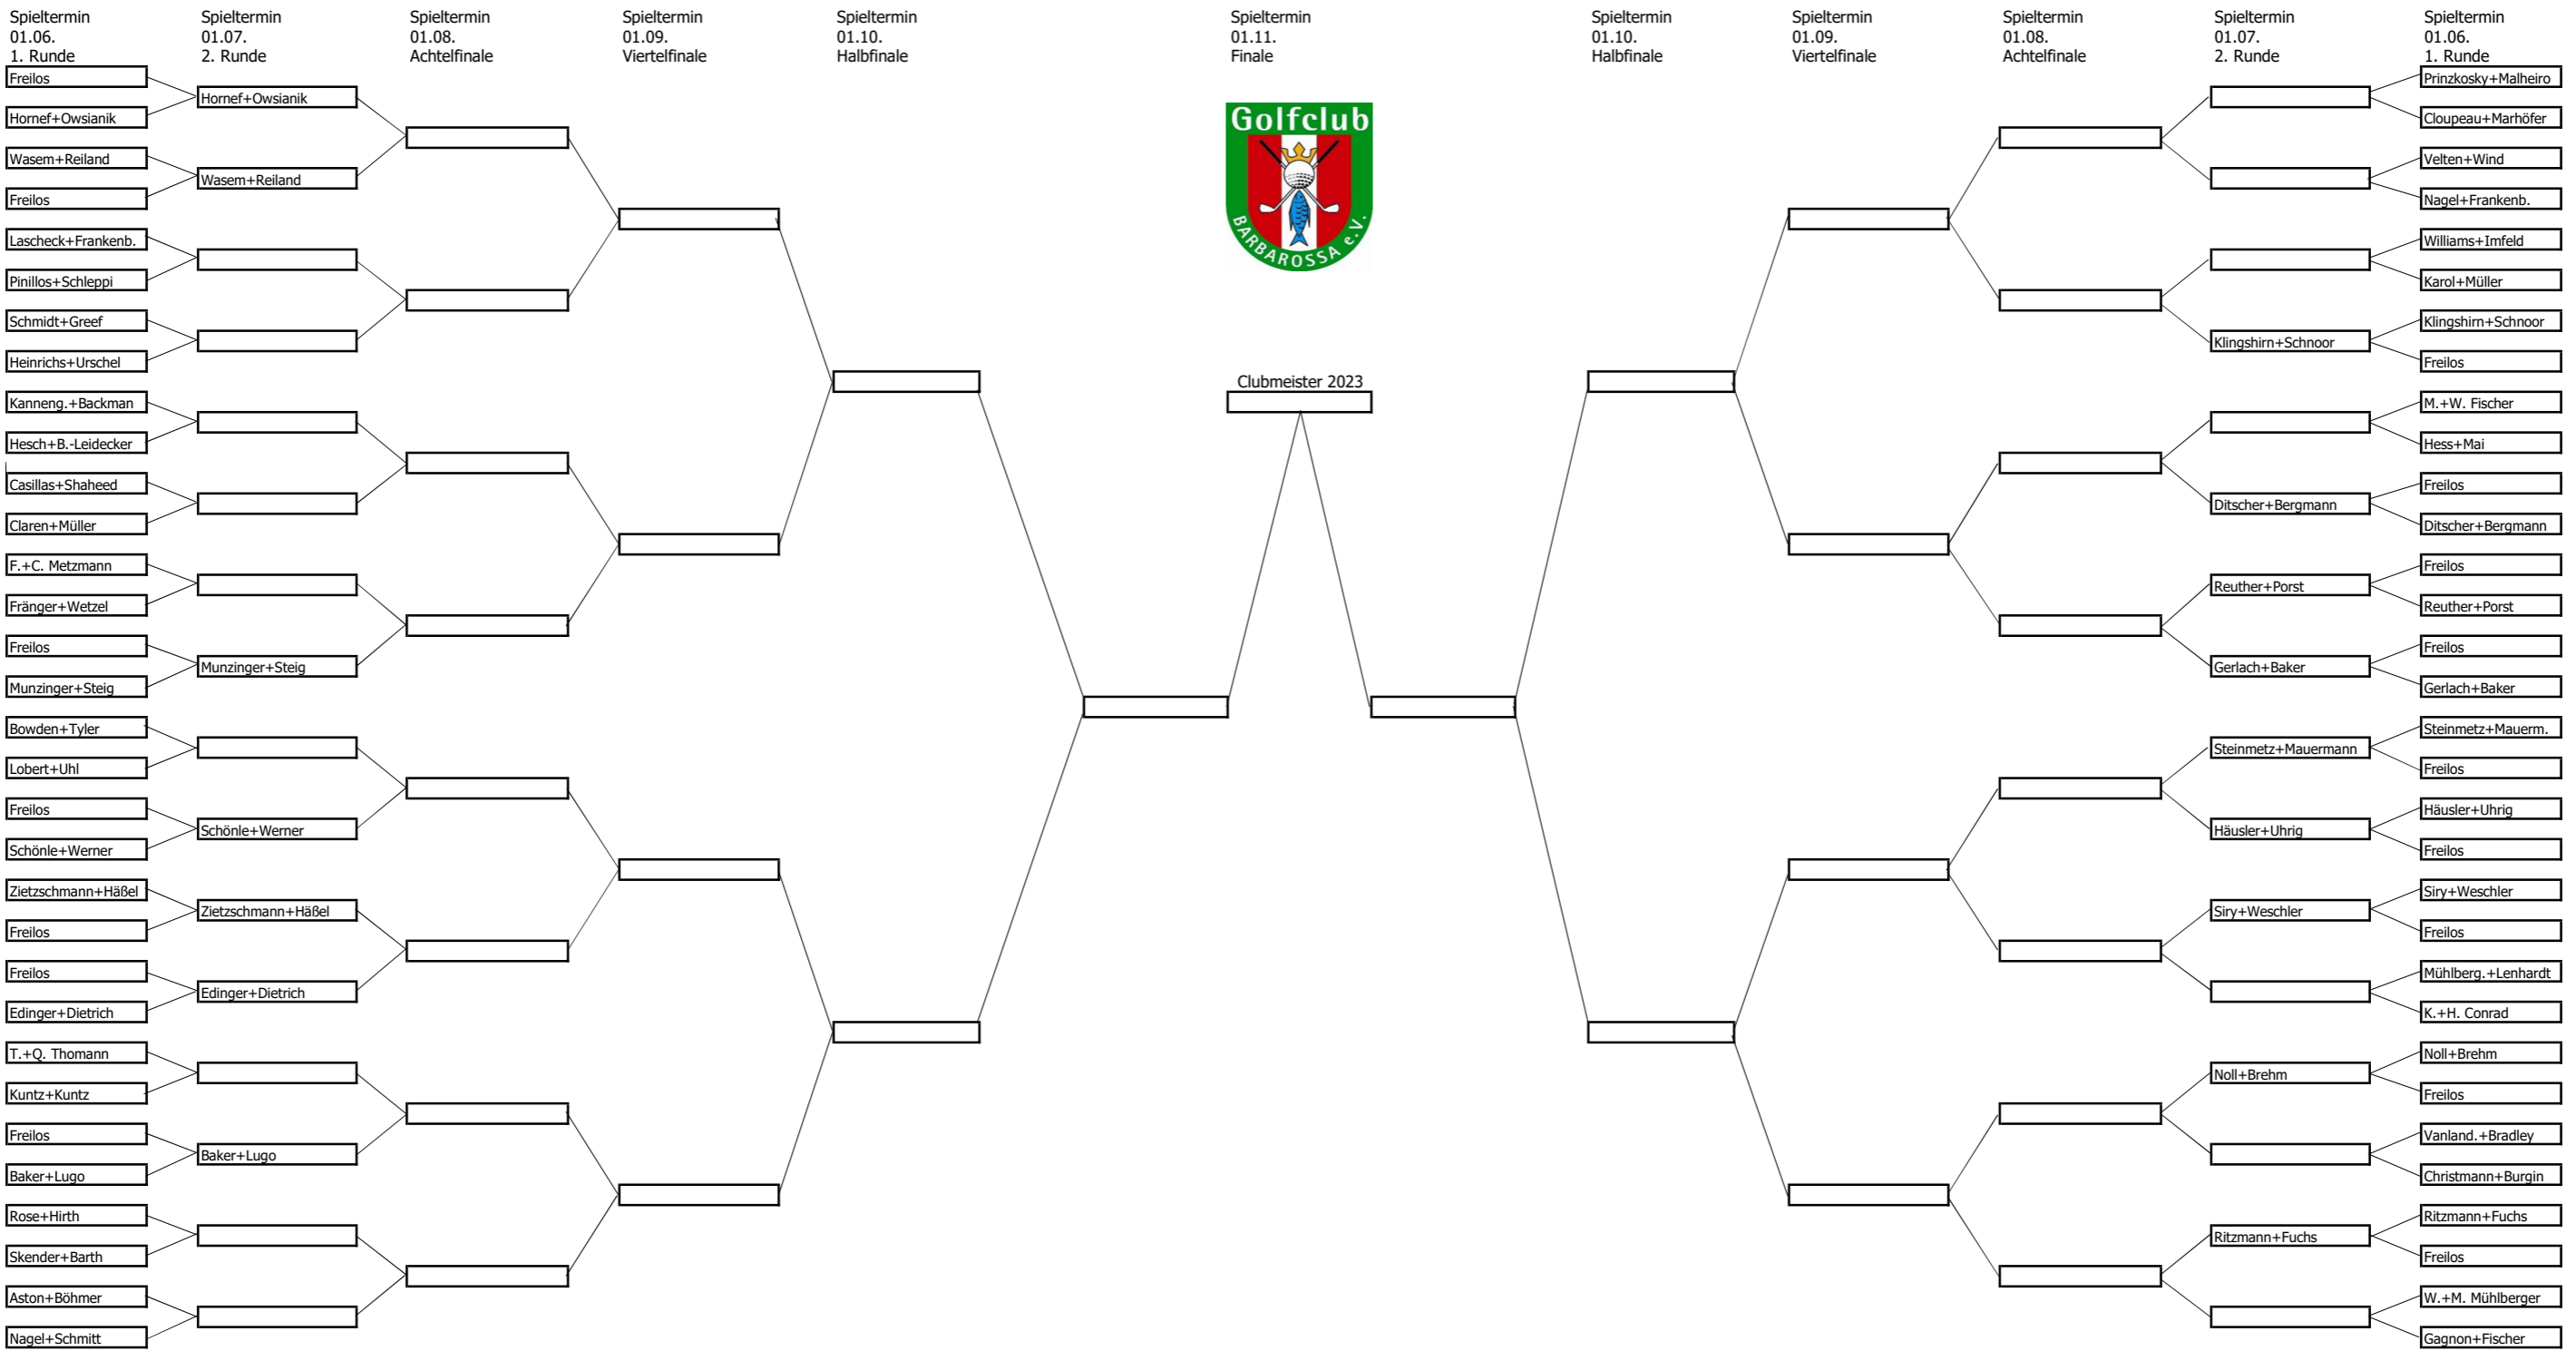 Spieltermin
01.06.
1. Runde
Freilos
Hornef+Owsianik
Wasem+Reiland
Freilos
Lascheck+Frankenb.
Pinillos+Schleppi
Schmidt+Greef
Heinrichs+Urschel
Kanneng.+Backman
Hesch+B.-Leidecker
Casillas+Shaheed
Claren+Müller
F.+C. Metzmann
Fränger+Wetzel
Freilos
Munzinger+Steig
Bowden+Tyler
Lobert+Uhl
Freilos
Schönle+Werner
Zietzschmann+Häßel
Freilos
Freilos
Edinger+Dietrich
T.+Q. Thomann
Kuntz+Kuntz
Freilos
Baker+Lugo
Rose+Hirth
Skender+Barth
Aston+Böhmer
Nagel+Schmitt
Spieltermin
01.07.
2. Runde
Hornef+Owsianik
Wasem+Reiland
Munzinger+Steig
Schönle+Werner
Zietzschmann+Häßel
Edinger+Dietrich
Baker+Lugo
Spieltermin
01.08.
Achtelfinale
Spieltermin
01.09.
Viertelfinale
Spieltermin
01.10.
Halbfinale
Spieltermin
01.11.
Finale
Golfclub
BARBAROSSA e.V.
Clubmeister 2023
Spieltermin
01.10.
Halbfinale
Spieltermin
01.09.
Viertelfinale
Spieltermin
01.08.
Achtelfinale
Spieltermin
01.07.
2. Runde
Klingshirn+Schnoor
Ditscher+Bergmann
Reuther+Porst
Gerlach+Baker
Steinmetz+Mauermann
Häusler+Uhrig
Siry+Weschler
Noll+Brehm
Ritzmann+Fuchs
Spieltermin
01.06.
1. Runde
Prinzkosky+Malheiro
Cloupeau+Marhöfer
Velten+Wind
Nagel+Frankenb.
Williams+Imfeld
Karol+Müller
Klingshirn+Schnoor
Freilos
M.+W. Fischer
Hess+Mai
Freilos
Ditscher+Bergmann
Freilos
Reuther+Porst
Freilos
Gerlach+Baker
Steinmetz+Mauerm.
Freilos
Häusler+Uhrig
Freilos
Siry+Weschler
Freilos
Mühlberg.+Lenhardt
K.+H. Conrad
Noll+Brehm
Freilos
Vanland.+Bradley
Christmann+Burgin
Ritzmann+Fuchs
Freilos
W.+M. Mühlberger
Gagnon+Fischer